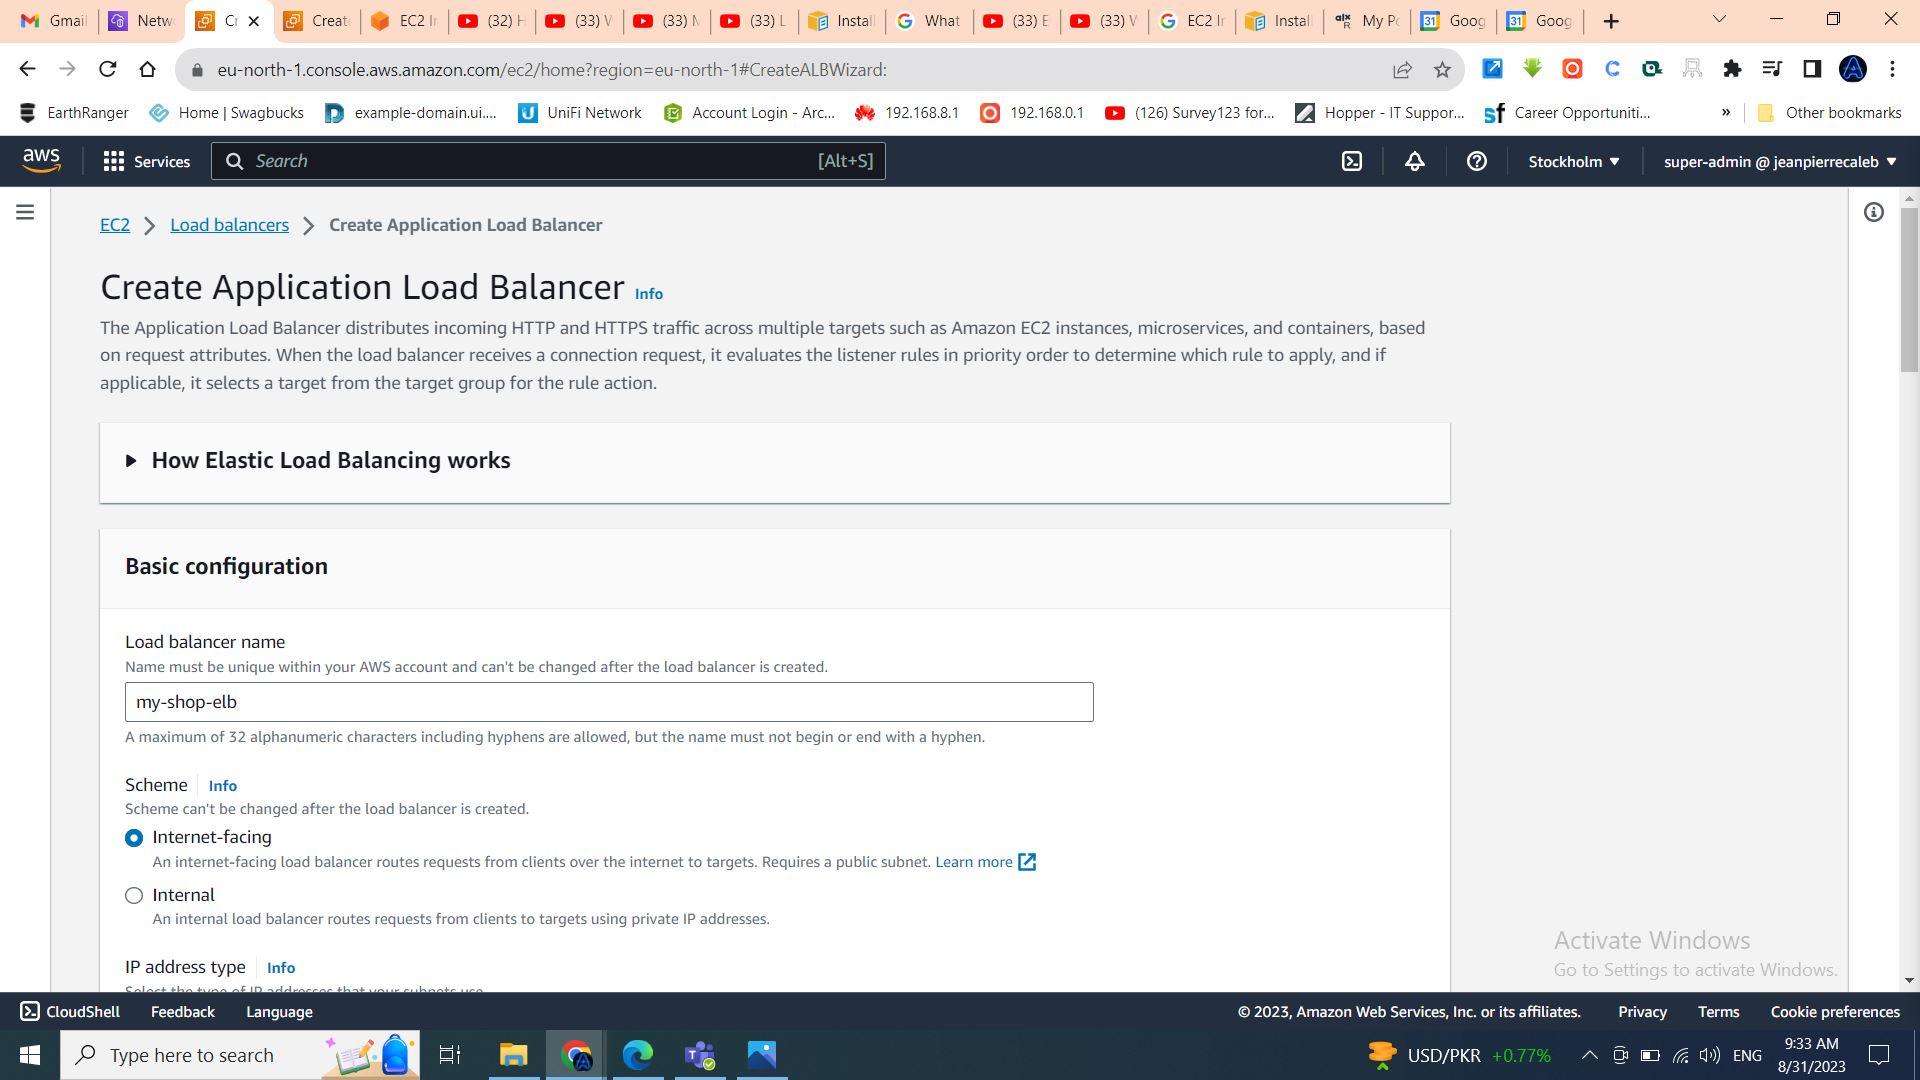 Gmail
Netw
Cr
Create
EC2 In
(32) H
(33) V
(33) M
(33) L
Install
What
(33) E
(33) V
EC2 Ir
Install
My Po
Goog
Goog
eu-north-1.console.aws.amazon.com/ec2/home?region=eu-north-1#CreateALBWizard:
EarthRanger
Home | Swagbucks
example-domain.ui....
UniFi Network
Account Login - Arc...
192.168.8.1
192.168.0.1
(126) Survey123 for...
Hopper - IT Suppor...
Career Opportuniti...
»
Other bookmarks
aws
Services
Search
[Alt+S]
Stockholm
super-admin @ jeanpierrecaleb
EC2
Load balancers
Create Application Load Balancer
Create Application Load Balancer Info
The Application Load Balancer distributes incoming HTTP and HTTPS traffic across multiple targets such as Amazon EC2 instances, microservices, and containers, based
on request attributes. When the load balancer receives a connection request, it evaluates the listener rules in priority order to determine which rule to apply, and if
applicable, it selects a target from the target group for the rule action.
How Elastic Load Balancing works
Basic configuration
Load balancer name
Name must be unique within your AWS account and can't be changed after the load balancer is created.
my-shop-elb
A maximum of 32 alphanumeric characters including hyphens are allowed, but the name must not begin or end with a hyphen.
Scheme Info
Scheme can't be changed after the load balancer is created.
Internet-facing
An internet-facing load balancer routes requests from clients over the internet to targets. Requires a public subnet. Learn more
Internal
An internal load balancer routes requests from clients to targets using private IP addresses.
IP address type Info
Select the type of IP addresses that your subnets use.
Activate Windows
Go to Settings to activate Windows.
CloudShell
Feedback
Language
© 2023, Amazon Web Services, Inc. or its affiliates.
Privacy
Terms
Cookie preferences
Type here to search
USD/PKR +0.77%
ENG
9:33 AM
8/31/2023